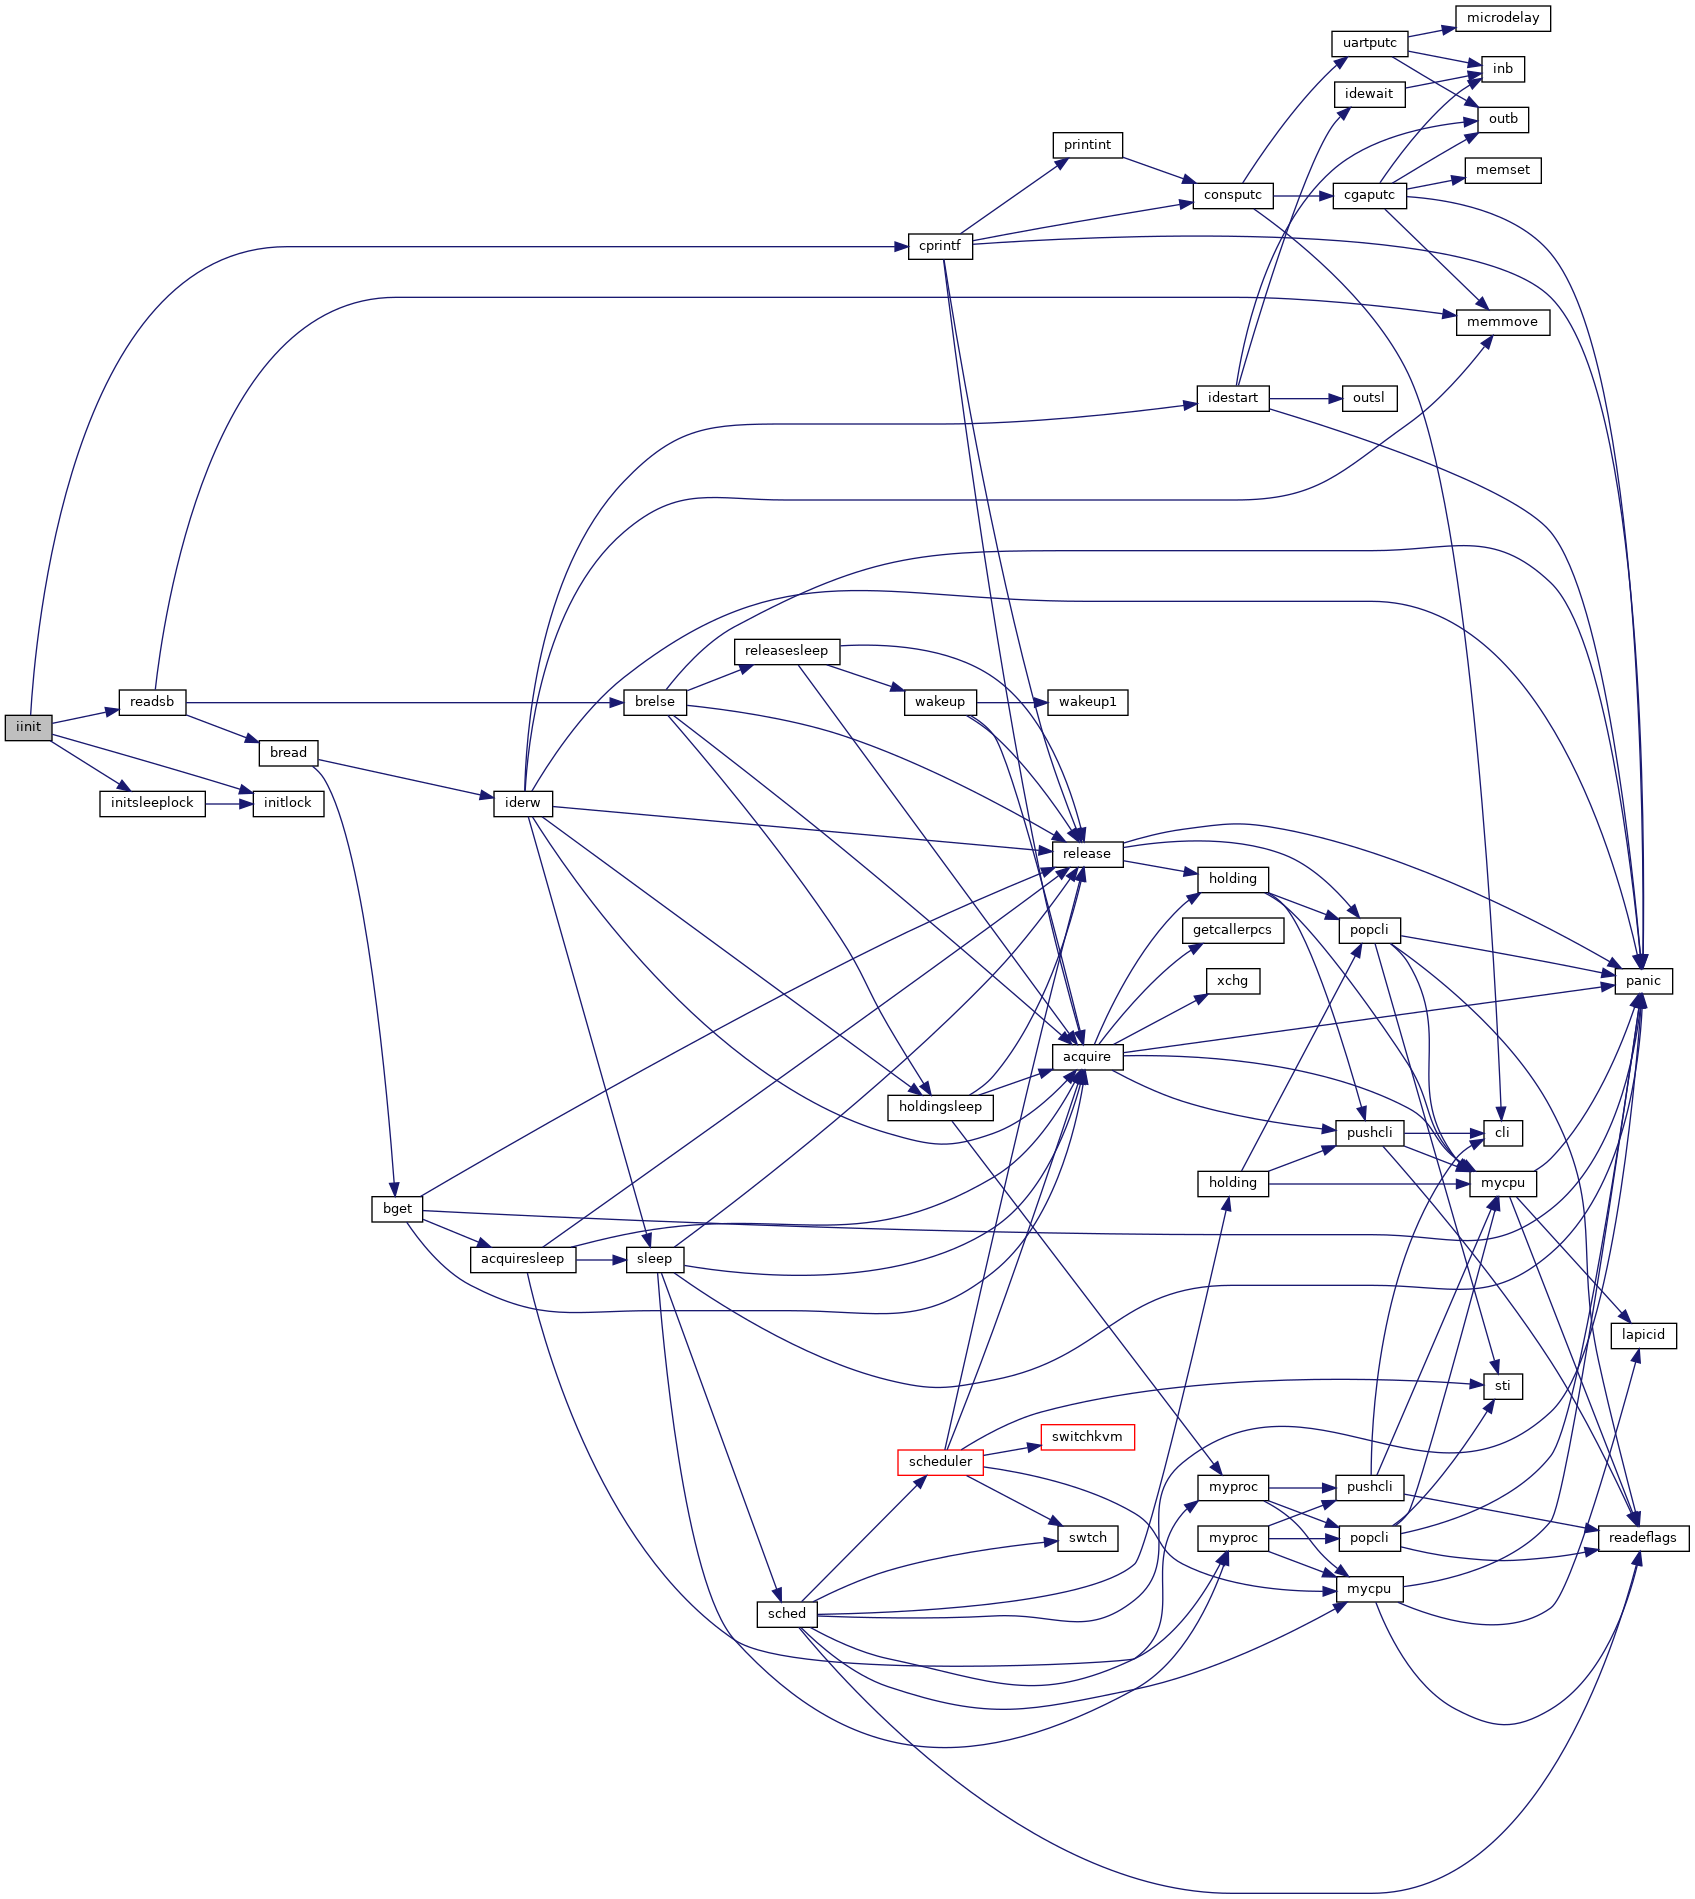 microdelay
uartputc
inb
idewait
outb
printint
memset
consputc
cgaputc
cprintf
memmove
idestart
outsl
releasesleep
readsb
brelse
wakeup
wakeup1
iinit
bread
initsleeplock
initlock
iderw
release
holding
getcallerpcs
popcli
xchg
panic
acquire
holdingsleep
pushcli
cli
holding
mycpu
bget
acquiresleep
sleep
lapicid
sti
switchkvm
scheduler
myproc
pushcli
swtch
myproc
popcli
readeflags
mycpu
sched